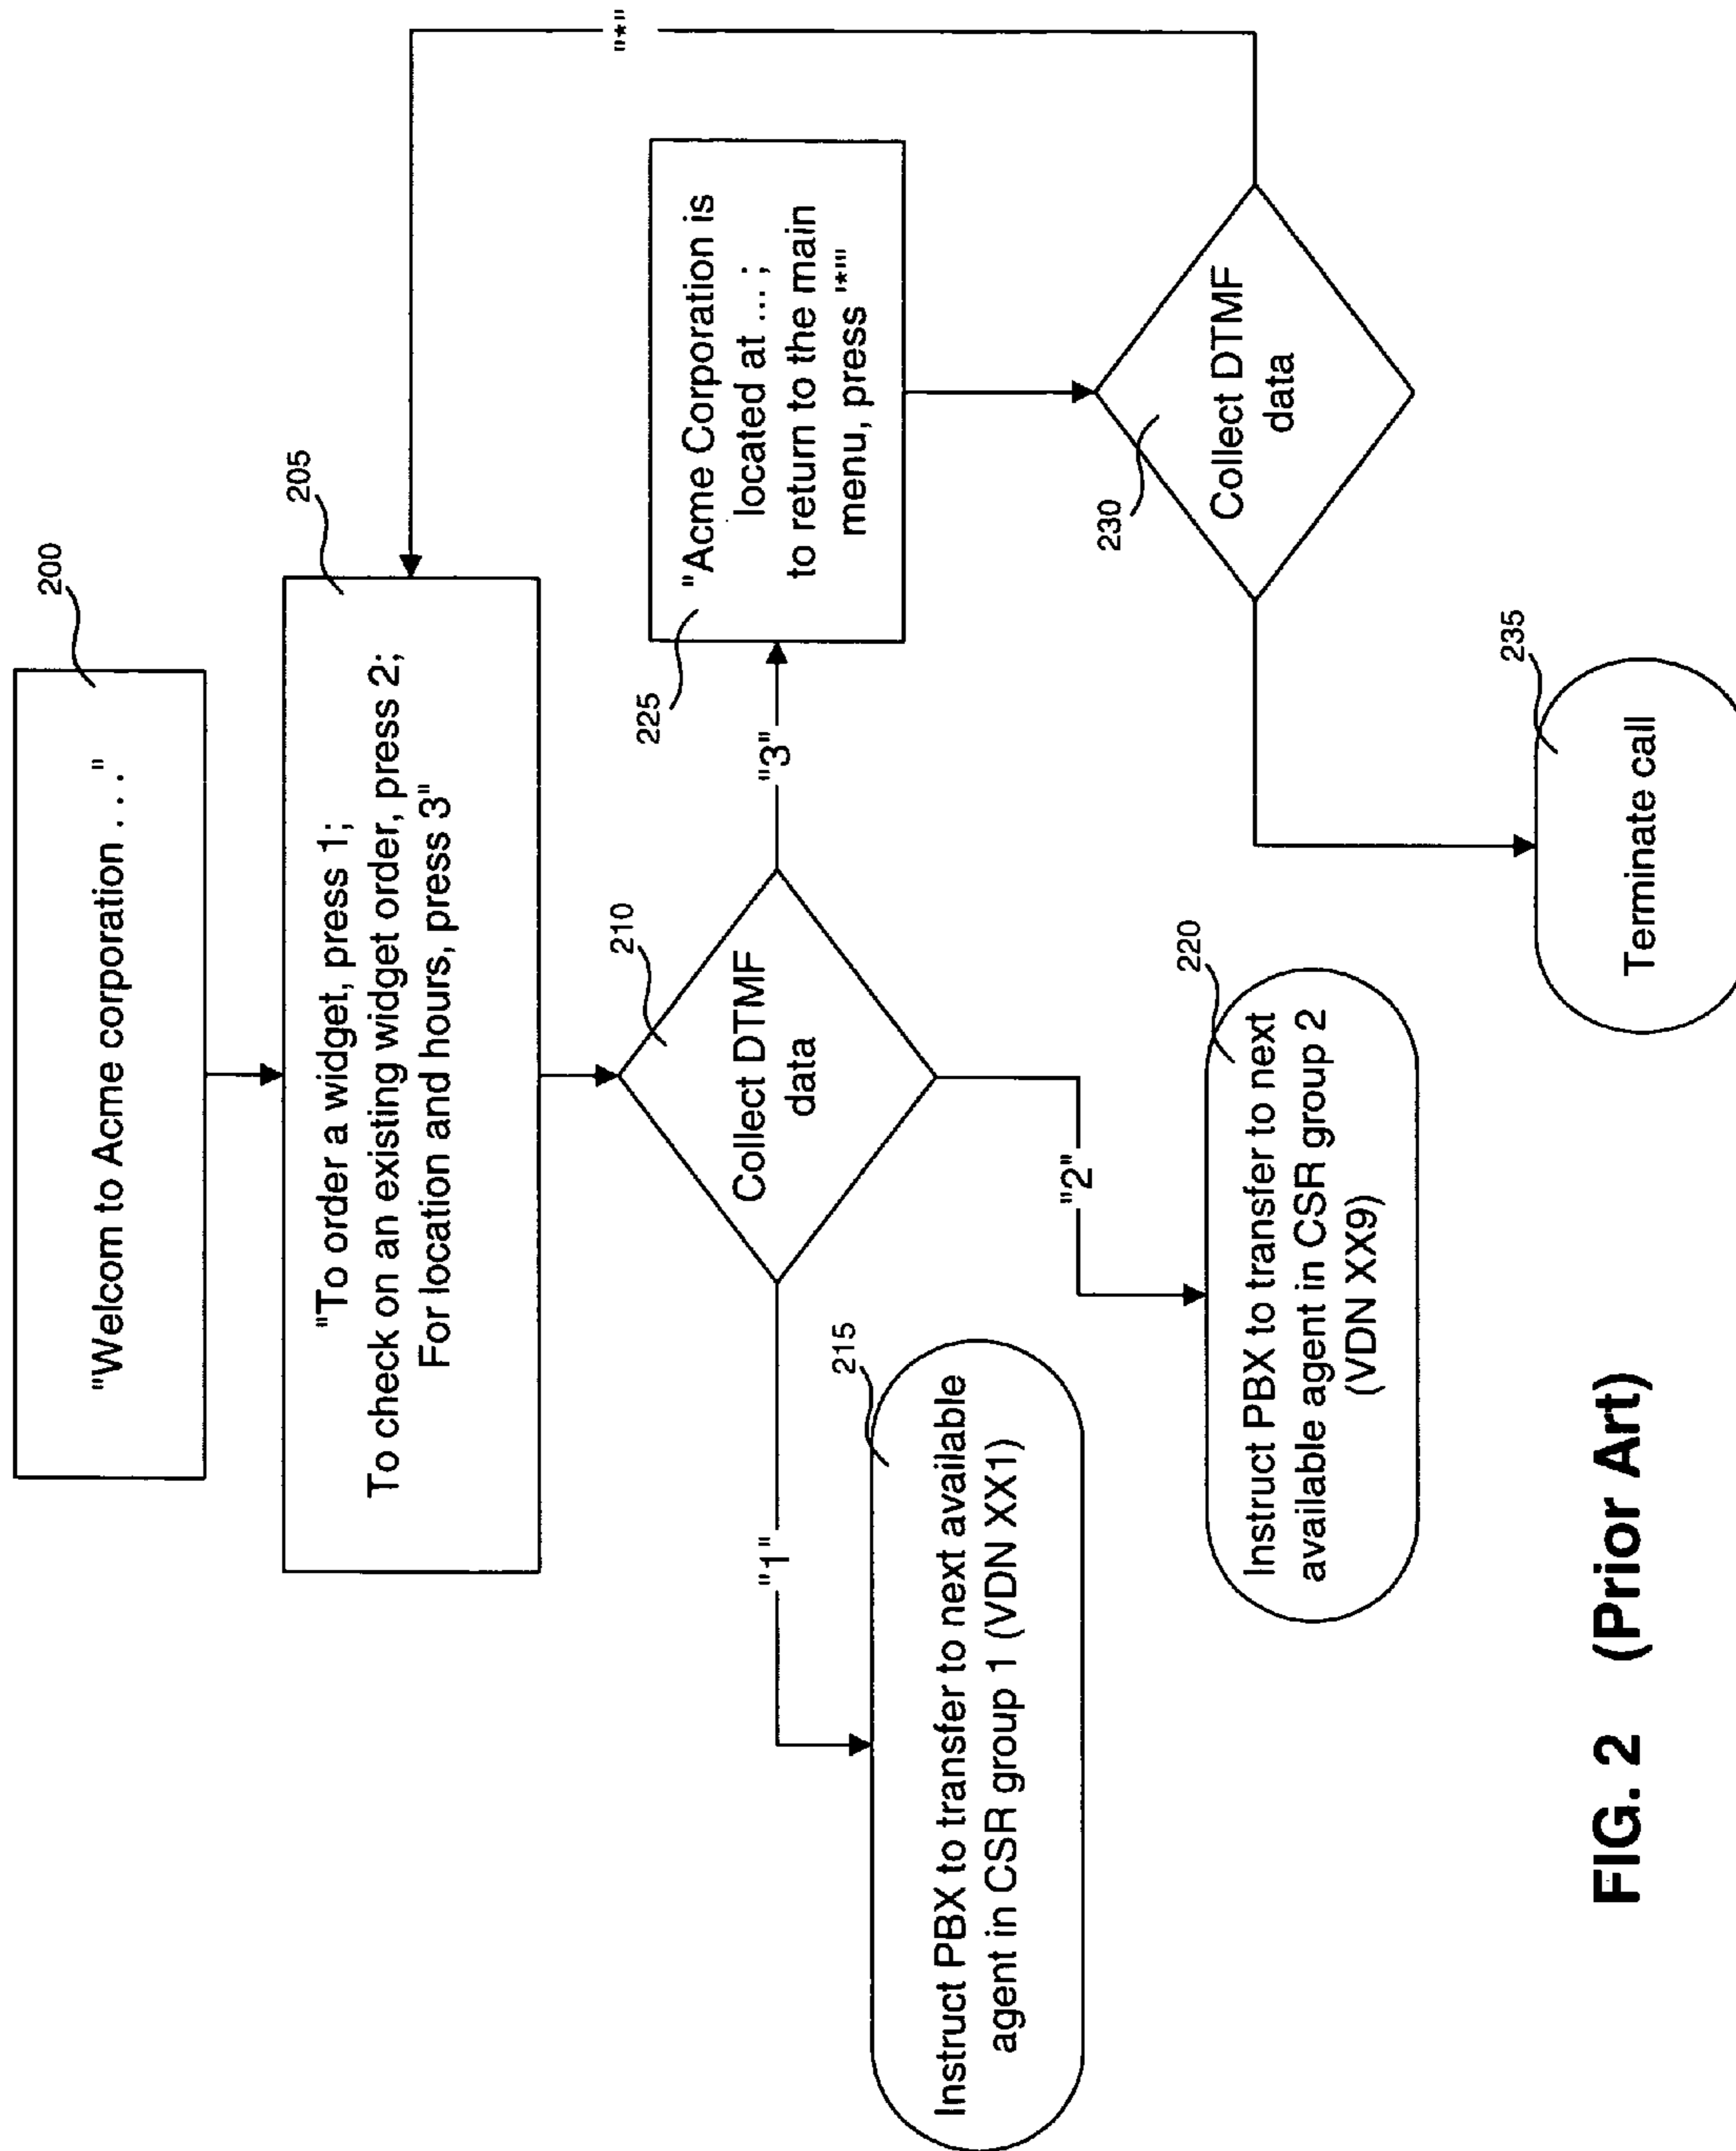 200
"Welcom to Acme corporation . . ."
205
"To order a widget, press 1;
To check on an existing widget order, press 2;
For location and hours, press 3"
210
Collect DTMF
data
"1"
"2"
"3"
"*"
215
Instruct PBX to transfer to next available
agent in CSR group 1 (VDN XX1)
220
Instruct PBX to transfer to next
available agent in CSR group 2
(VDN XX9)
225
"Acme Corporation is
located at ... ;
to return to the main
menu, press '*'"
230
Collect DTMF
data
235
Terminate call
FIG. 2 (Prior Art)